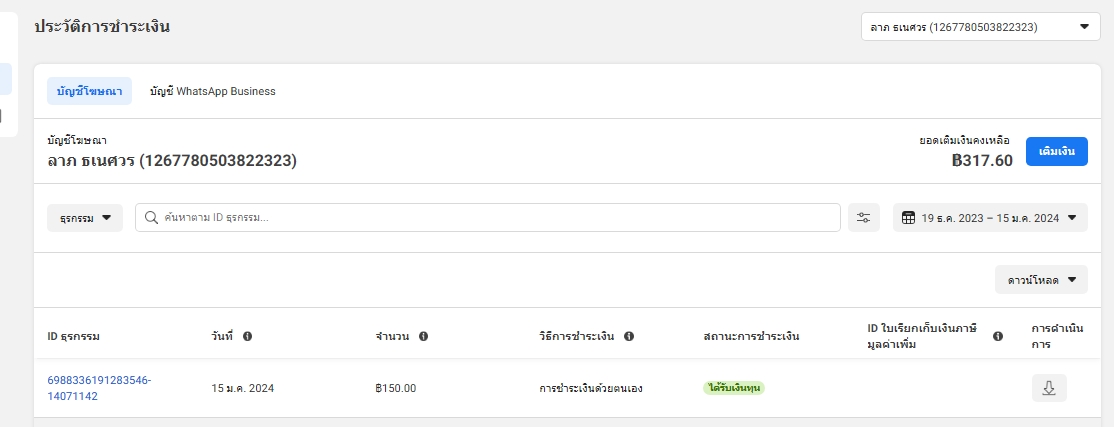 ประวัติการชำระเงิน
ลาภ ธเนศวร (1267780503822323)
บัญชีโฆษณา
บัญชี WhatsApp Business
บัญชีโฆษณา
ลาภ ธเนศวร (1267780503822323)
ยอดเติมเงินคงเหลือ
฿317.60
เติมเงิน
ธุรกรรม
ค้นหาตาม ID ธุรกรรม...
19 ธ.ค. 2023 – 15 ม.ค. 2024
ดาวน์โหลด
ID ธุรกรรม
วันที่
จำนวน
วิธีการชำระเงิน
สถานะการชำระเงิน
ID ใบเรียกเก็บเงินภาษี
มูลค่าเพิ่ม
การดำเนิน
การ
6988336191283546-
14071142
15 ม.ค. 2024
฿150.00
การชำระเงินด้วยตนเอง
ได้รับเงินทุน